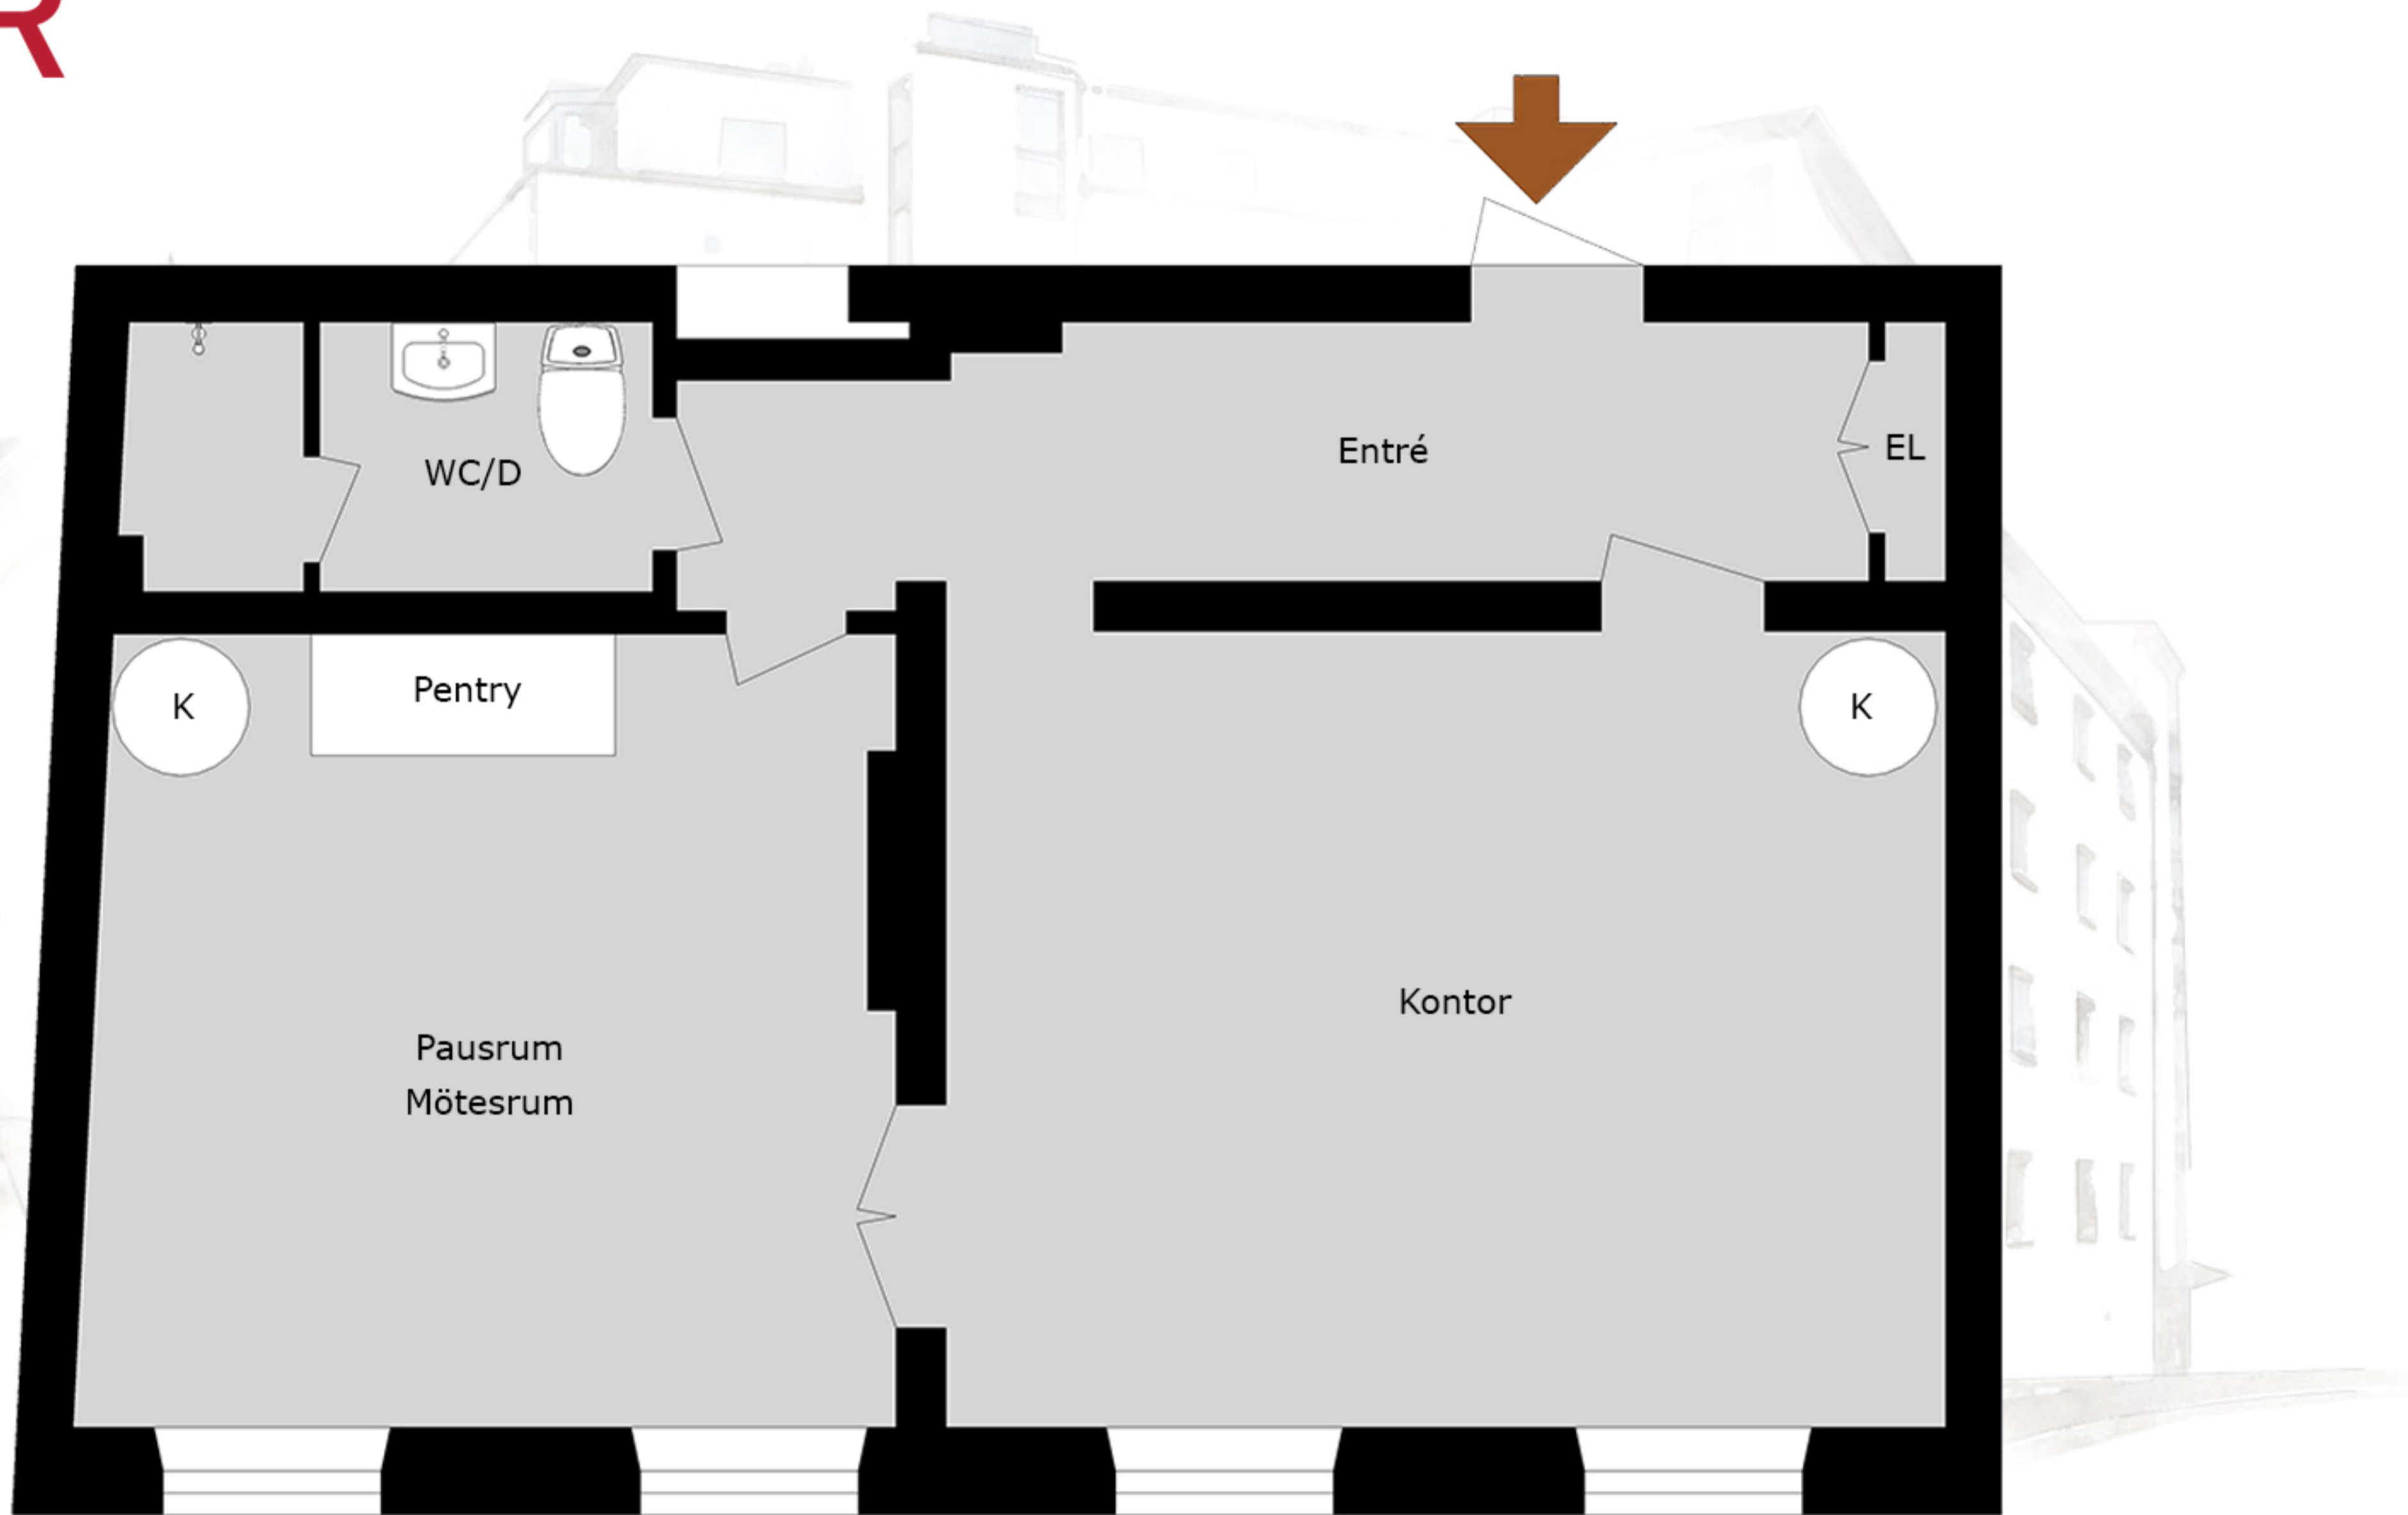 R
WC/D
Entré
EL
K
Pentry
K
Kontor
Pausrum
Mötesrum